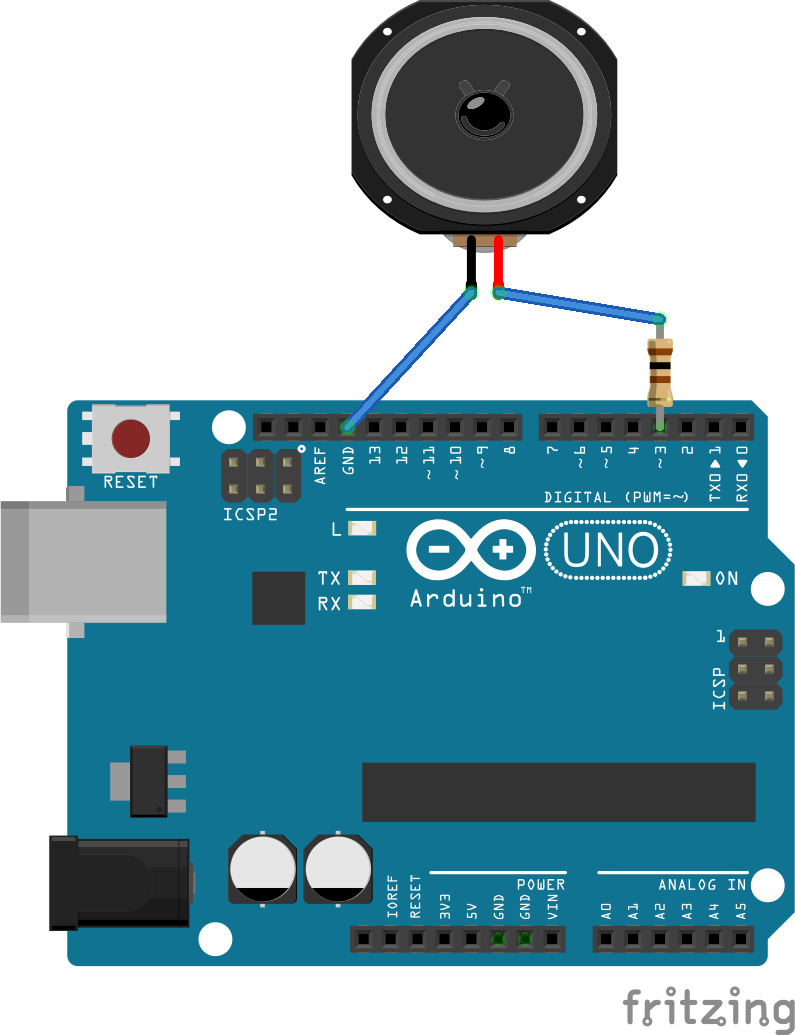 RESET
AREF
GND
13
12
~11
~10
~9
8
7
~6
~5
4
~3
2
TX0▶1
RX0◀0
DIGITAL (PWM=~)
ICSP2
L
TX
RX
UNO
ON
Arduino™
1
ICSP
IOREF
RESET
3V3
5V
GND
GND
VIN
POWER
ANALOG IN
A0
A1
A2
A3
A4
A5
fritzing